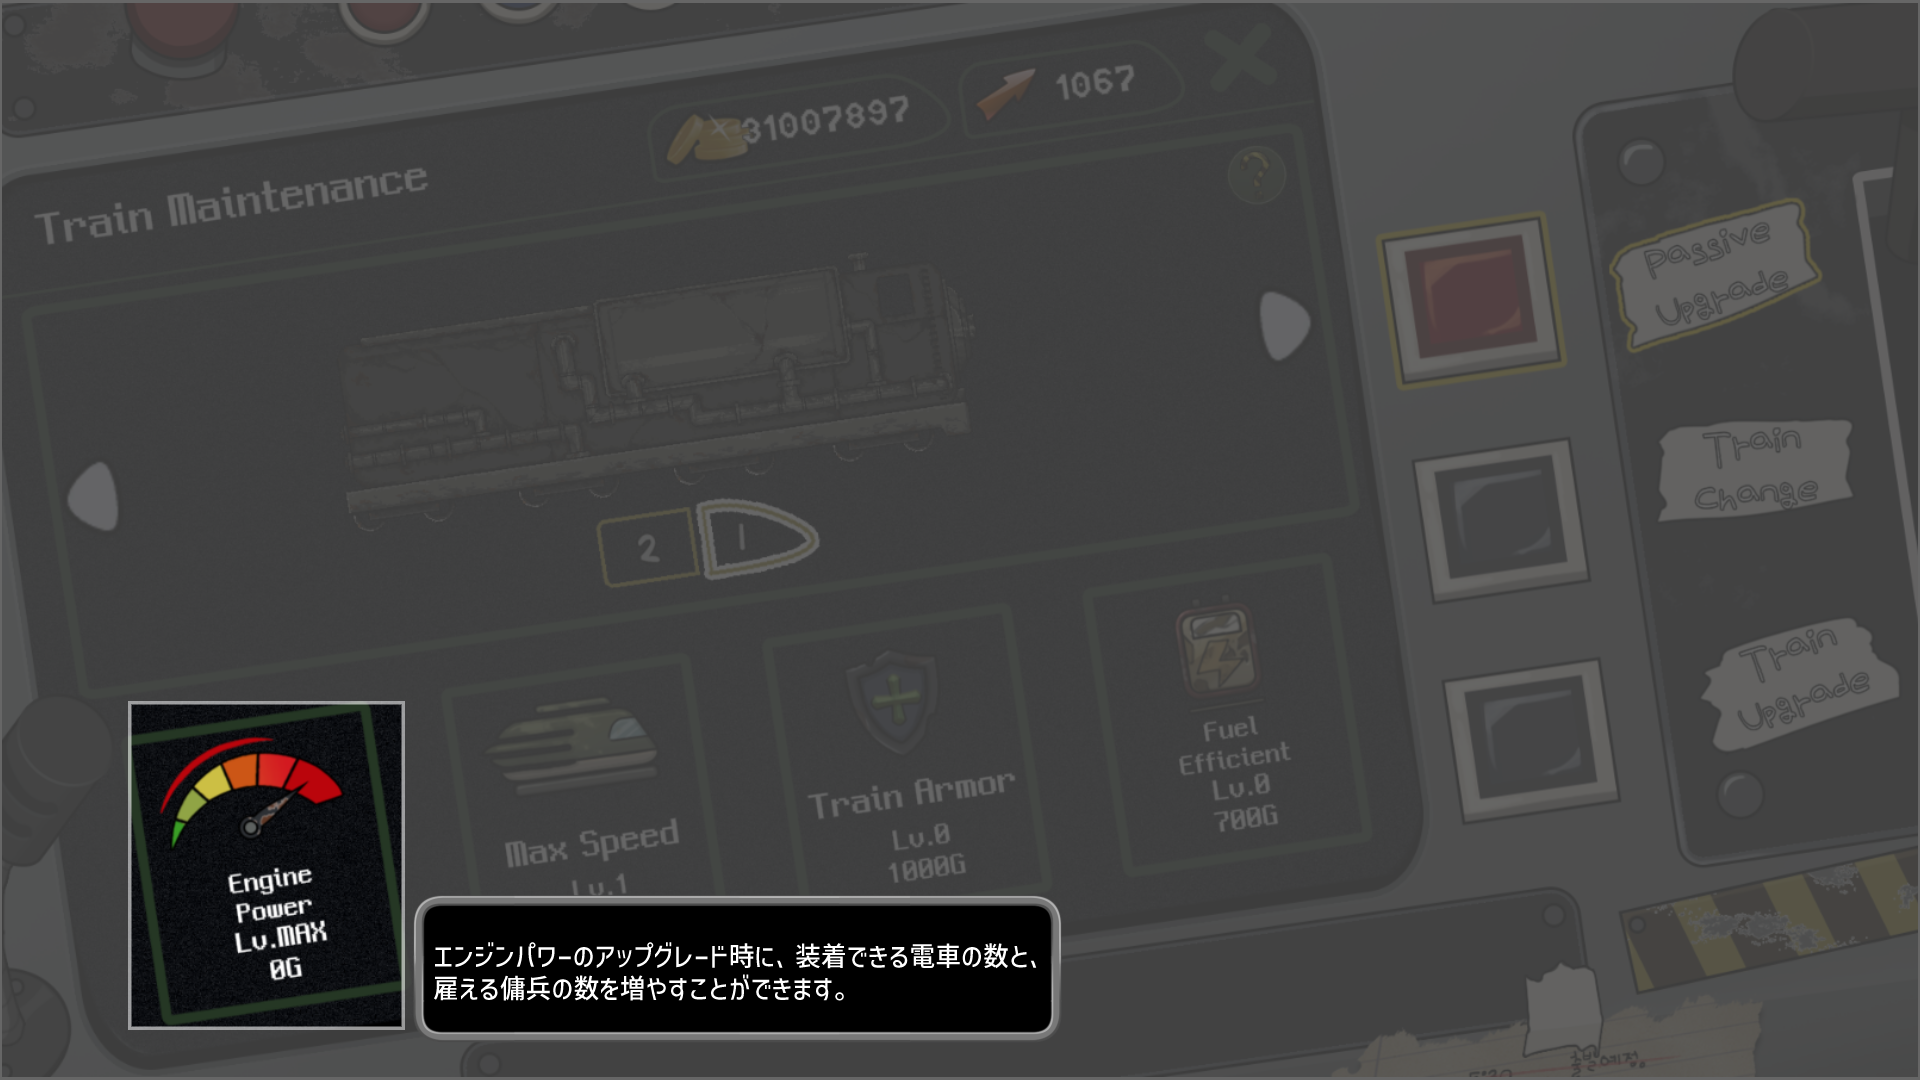 31007897
1067
Train Maintenance
?
Passive
Upgrade
Train
Change
Train
Upgrade
2
1
Engine
Power
Lv.MAX
0G
Max Speed
Lv.1
Train Armor
Lv.0
1000G
Fuel
Efficient
Lv.0
700G
エンジンパワーのアップグレード時に、装着できる電車の数と、
雇える傭兵の数を増やすことができます。